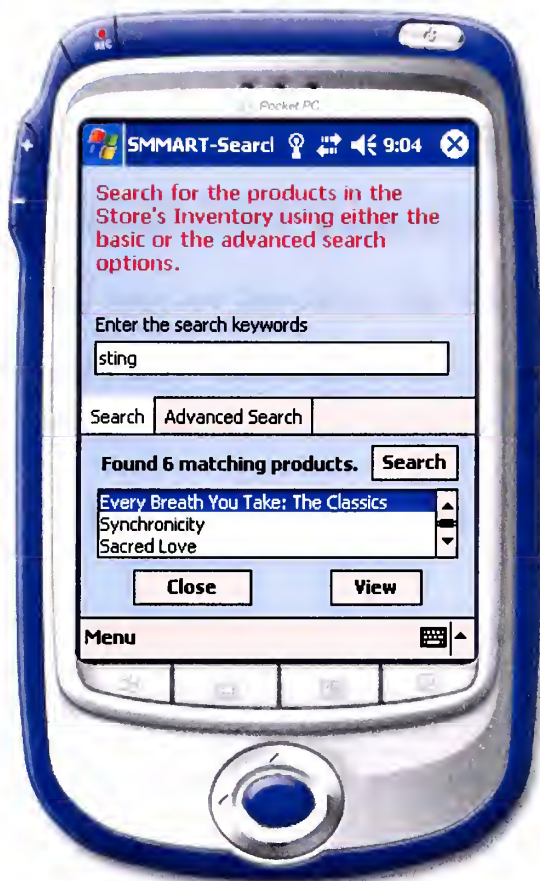 Pocket PC
SMMART-Searcl 9:04
Search for the products in the
Store's Inventory using either the
basic or the advanced search
options.
Enter the search keywords
sting
Search Advanced Search
Found 6 matching products. Search
Every Breath You Take: The Classics
Synchronicity
Sacred Love
Close View
Menu